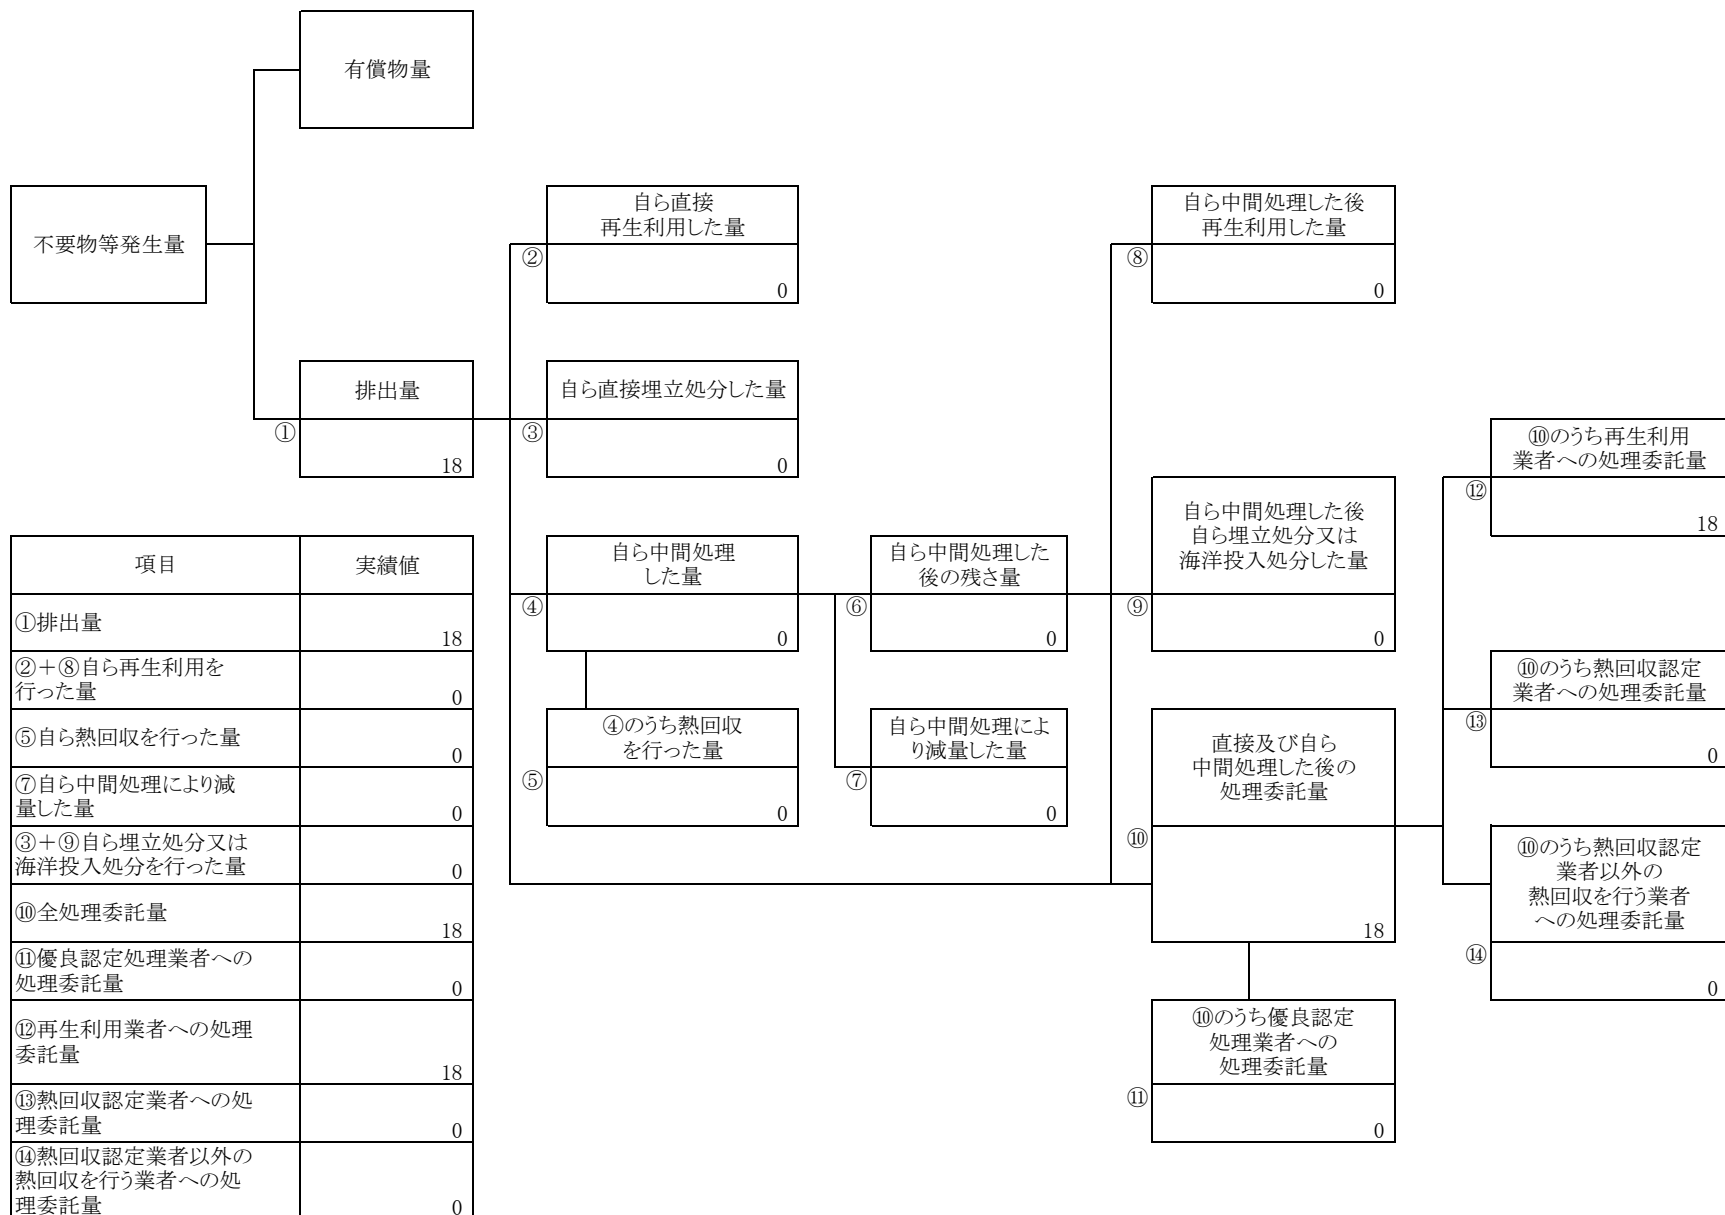 有償物量
不要物等発生量
排出量
①
18
自ら直接
再生利用した量
②
0
自ら直接埋立処分した量
③
0
自ら中間処理
した量
④
0
④のうち熱回収
を行った量
⑤
0
自ら中間処理した
後の残さ量
⑥
0
自ら中間処理によ
り減量した量
⑦
0
自ら中間処理した後
再生利用した量
⑧
0
自ら中間処理した後
自ら埋立処分又は
海洋投入処分した量
⑨
0
直接及び自ら
中間処理した後の
処理委託量
⑩
18
⑩のうち優良認定
処理業者への
処理委託量
⑪
0
⑩のうち再生利用
業者への処理委託量
⑫
18
⑩のうち熱回収認定
業者への処理委託量
⑬
0
⑩のうち熱回収認定
業者以外の
熱回収を行う業者
への処理委託量
⑭
0
項目 実績値
①排出量
18
②＋⑧自ら再生利用を
行った量
0
⑤自ら熱回収を行った量
0
⑦自ら中間処理により減
量した量
0
③＋⑨自ら埋立処分又は
海洋投入処分を行った量
0
⑩全処理委託量
18
⑪優良認定処理業者への
処理委託量
0
⑫再生利用業者への処理
委託量
18
⑬熱回収認定業者への処
理委託量
0
⑭熱回収認定業者以外の
熱回収を行う業者への処
理委託量
0